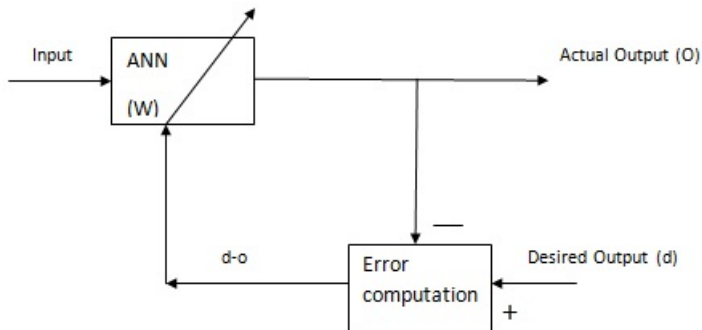 Input
ANN
(W)
Actual Output (O)
—
d-o
Error
computation
Desired Output (d)
+